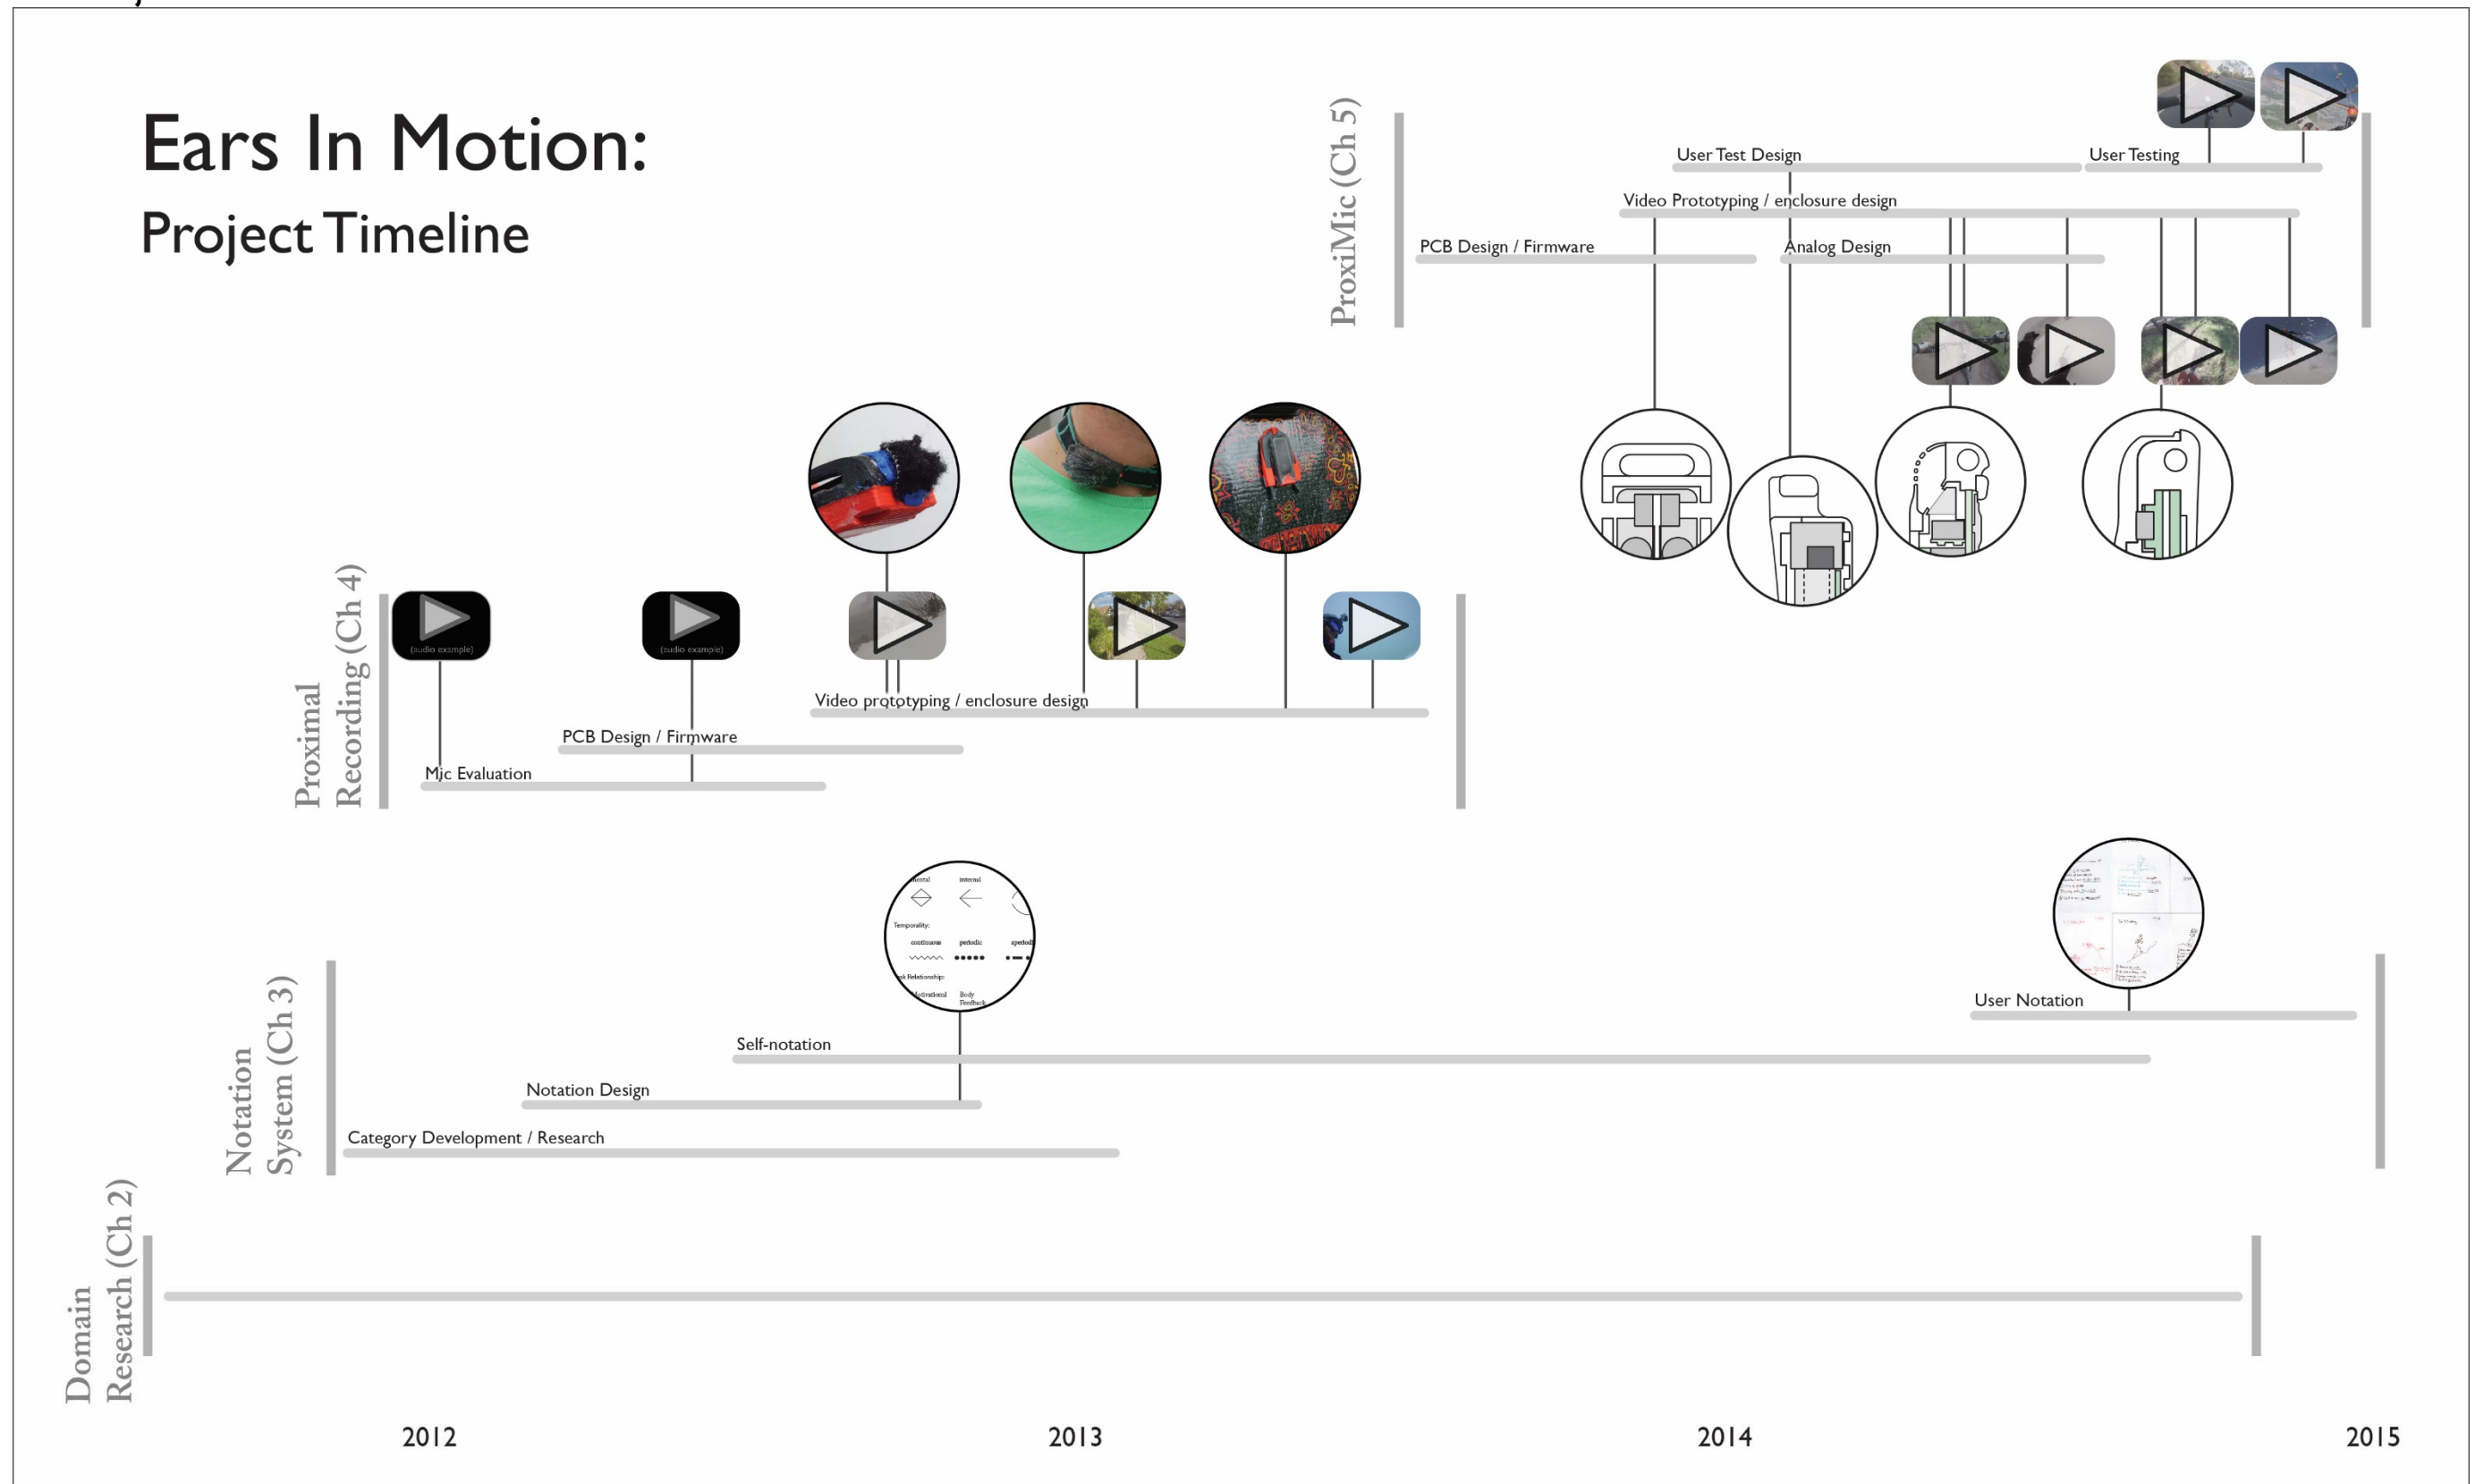 Ears In Motion:
Project Timeline
ProxiMic (Ch 5)
User Test Design
User Testing
Video Prototyping / enclosure design
PCB Design / Firmware
Analog Design
Proximal
Recording (Ch 4)
(audio example)
(audio example)
Video prototyping / enclosure design
PCB Design / Firmware
Mic Evaluation
Notation
System (Ch 3)
internal
Temporality:
continuous periodic
Relationship:
Motivational Body
Feedback
User Notation
Self-notation
Notation Design
Category Development / Research
Domain
Research (Ch 2)
2012
2013
2014
2015